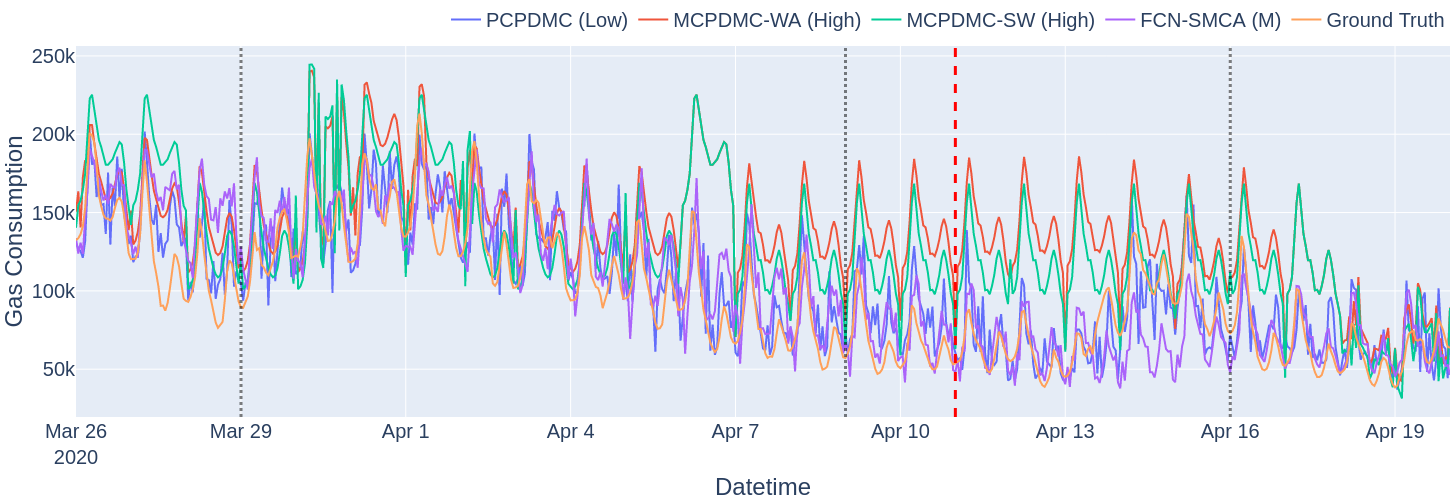 PCPDMC (Low) MCPDMC-WA (High) MCPDMC-SW (High) FCN-SMCA (M) Ground Truth
250k
200k
150k
100k
50k
Gas Consumption
Mar 26 Mar 29 Apr 1 Apr 4 Apr 7 Apr 10 Apr 13 Apr 16 Apr 19
2020
Datetime